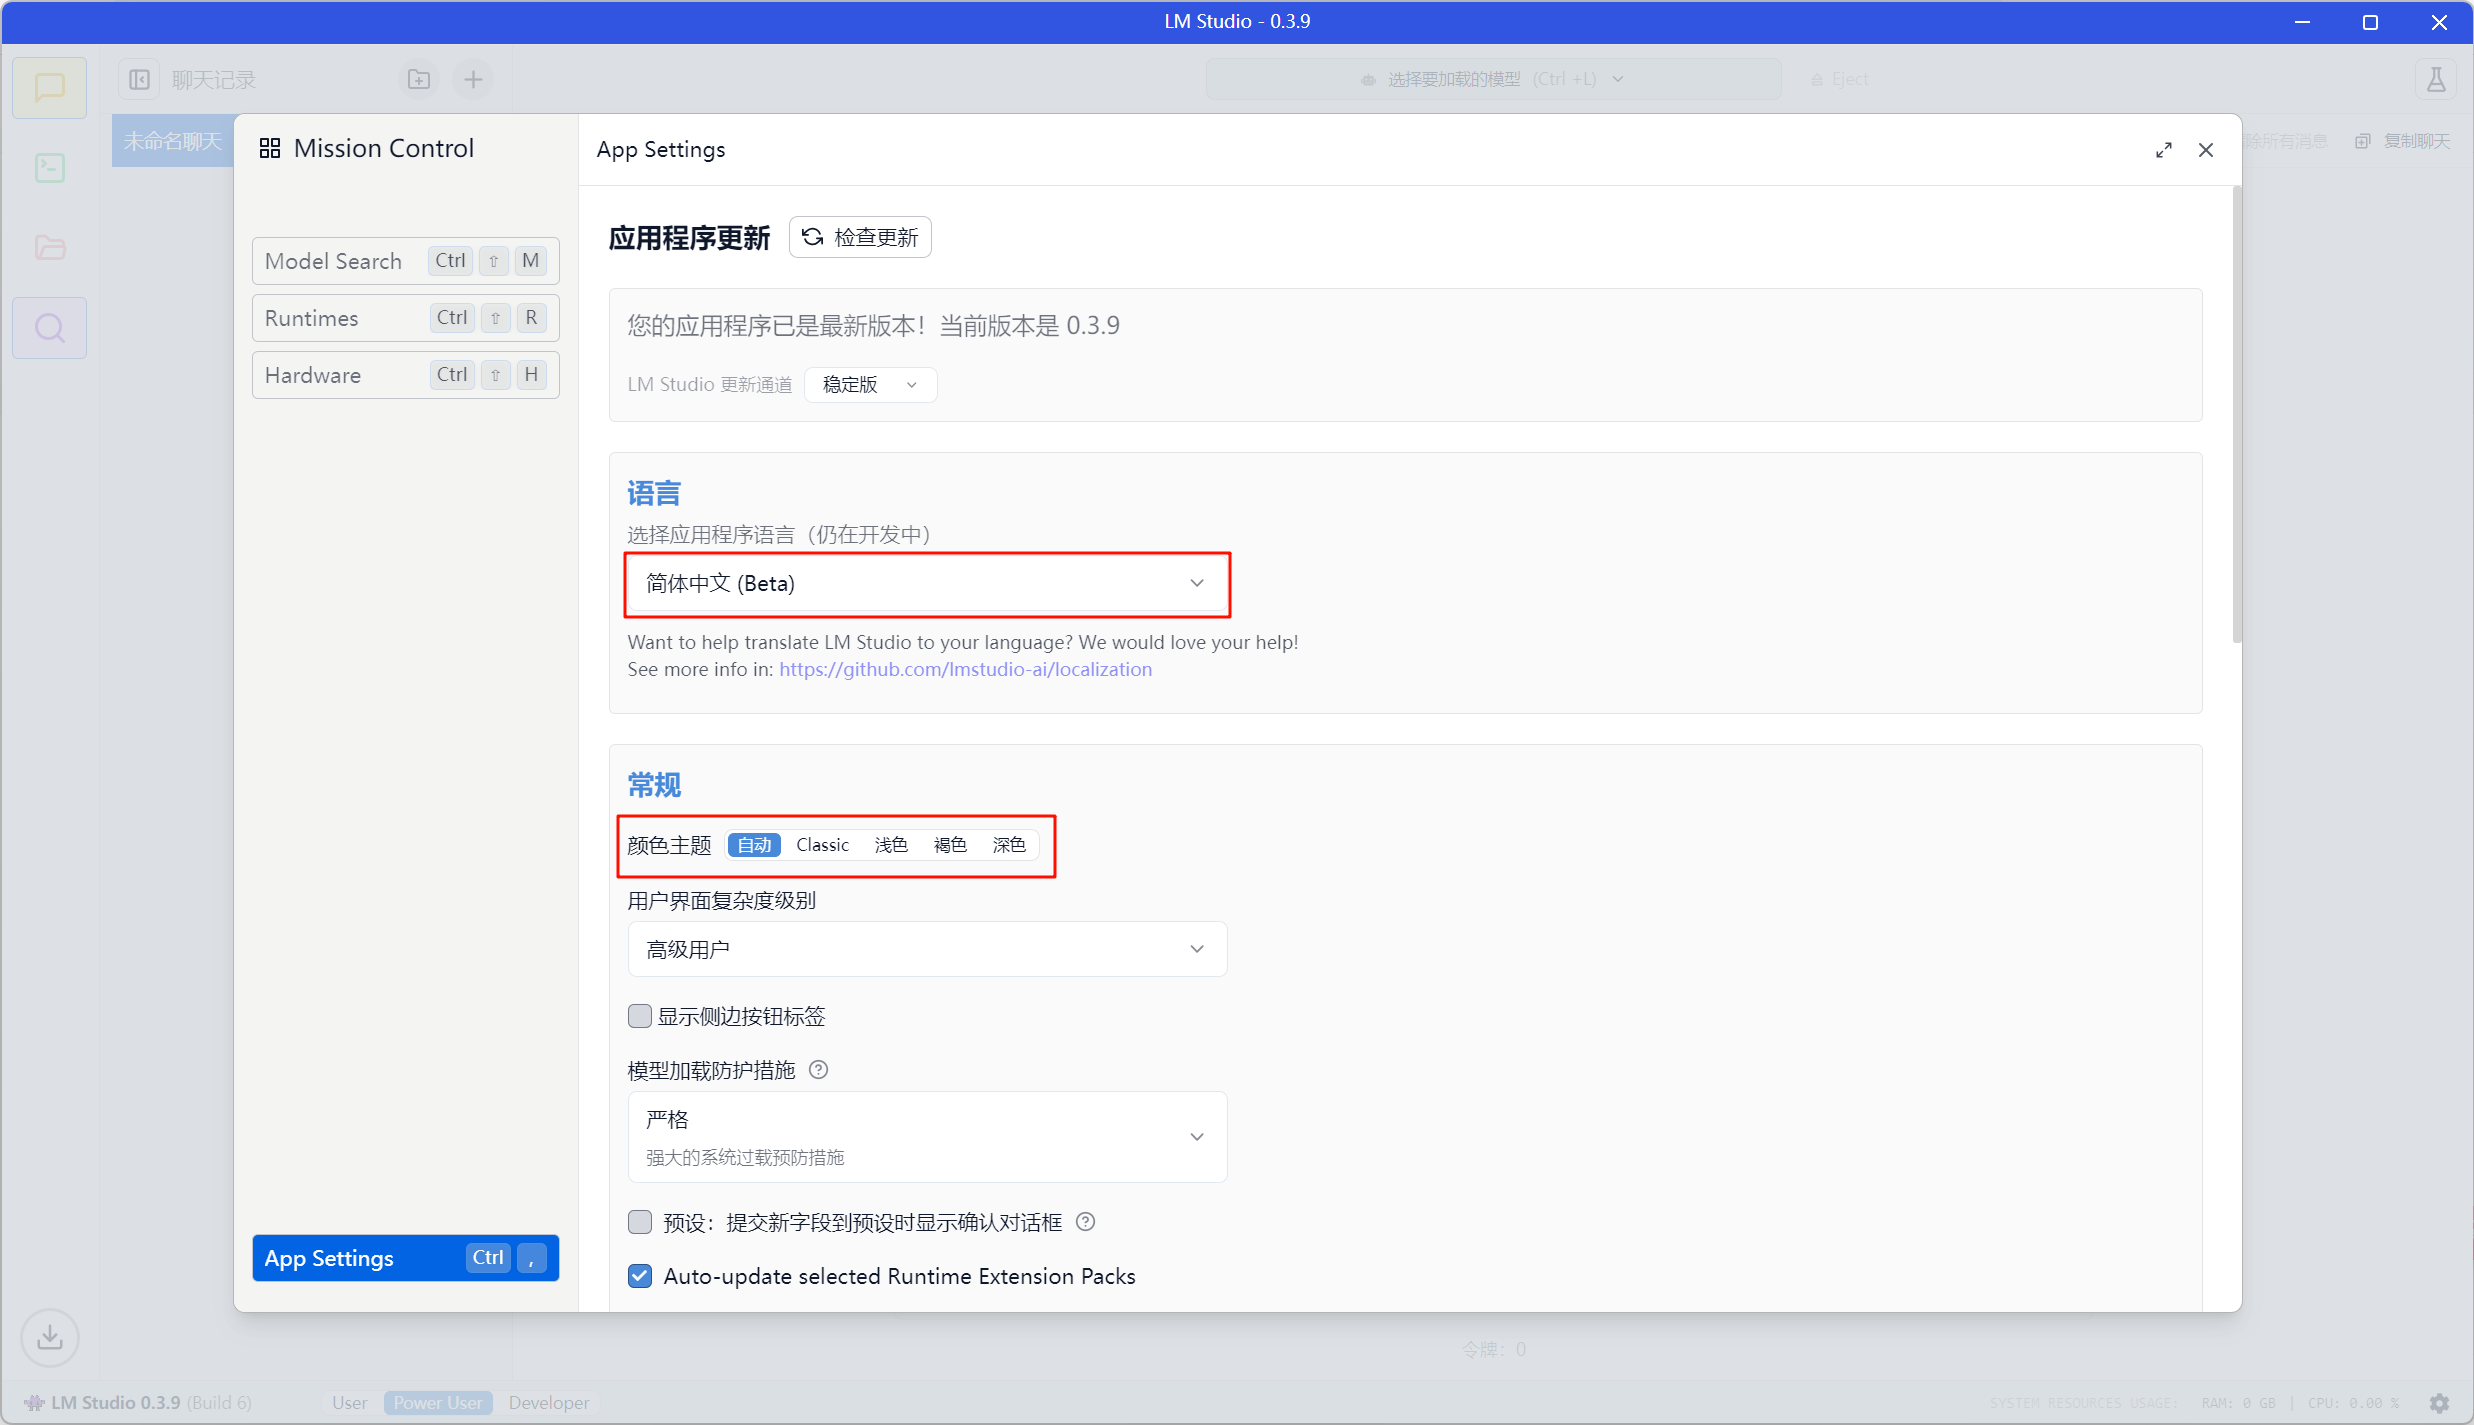 LM Studio - 0.3.9
聊天记录
选择要加载的模型 (Ctrl +L)
Eject
未命名聊天
除所有消息
复制聊天
Mission Control
Model Search Ctrl ⇧ M
Runtimes Ctrl ⇧ R
Hardware Ctrl ⇧ H
App Settings Ctrl ,
App Settings
应用程序更新 检查更新
您的应用程序已是最新版本！当前版本是 0.3.9
LM Studio 更新通道 稳定版
语言
选择应用程序语言（仍在开发中）
简体中文 (Beta)
Want to help translate LM Studio to your language? We would love your help!
See more info in: https://github.com/lmstudio-ai/localization
常规
颜色主题 自动 Classic 浅色 褐色 深色
用户界面复杂度级别
高级用户
显示侧边按钮标签
模型加载防护措施
严格
强大的系统过载预防措施
预设：提交新字段到预设时显示确认对话框
Auto-update selected Runtime Extension Packs
令牌：0
LM Studio 0.3.9 (Build 6) User Power User Developer
SYSTEM RESOURCES USAGE: RAM: 0 GB | CPU: 0.00 %